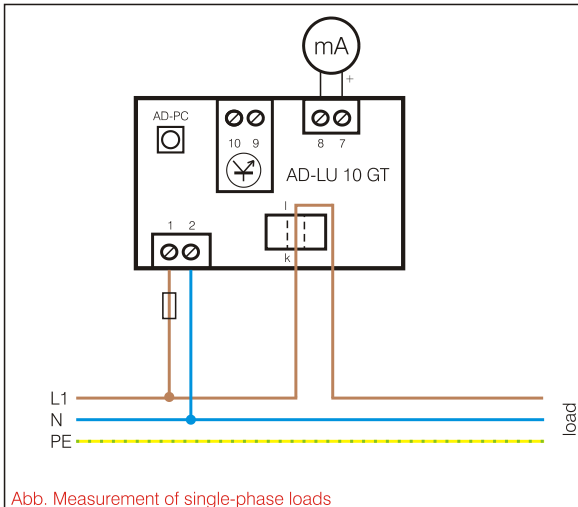 mA
+
AD-PC
10 9
8 7
AD-LU 10 GT
1 2
l
k
L1
N
PE
load
Abb. Measurement of single-phase loads